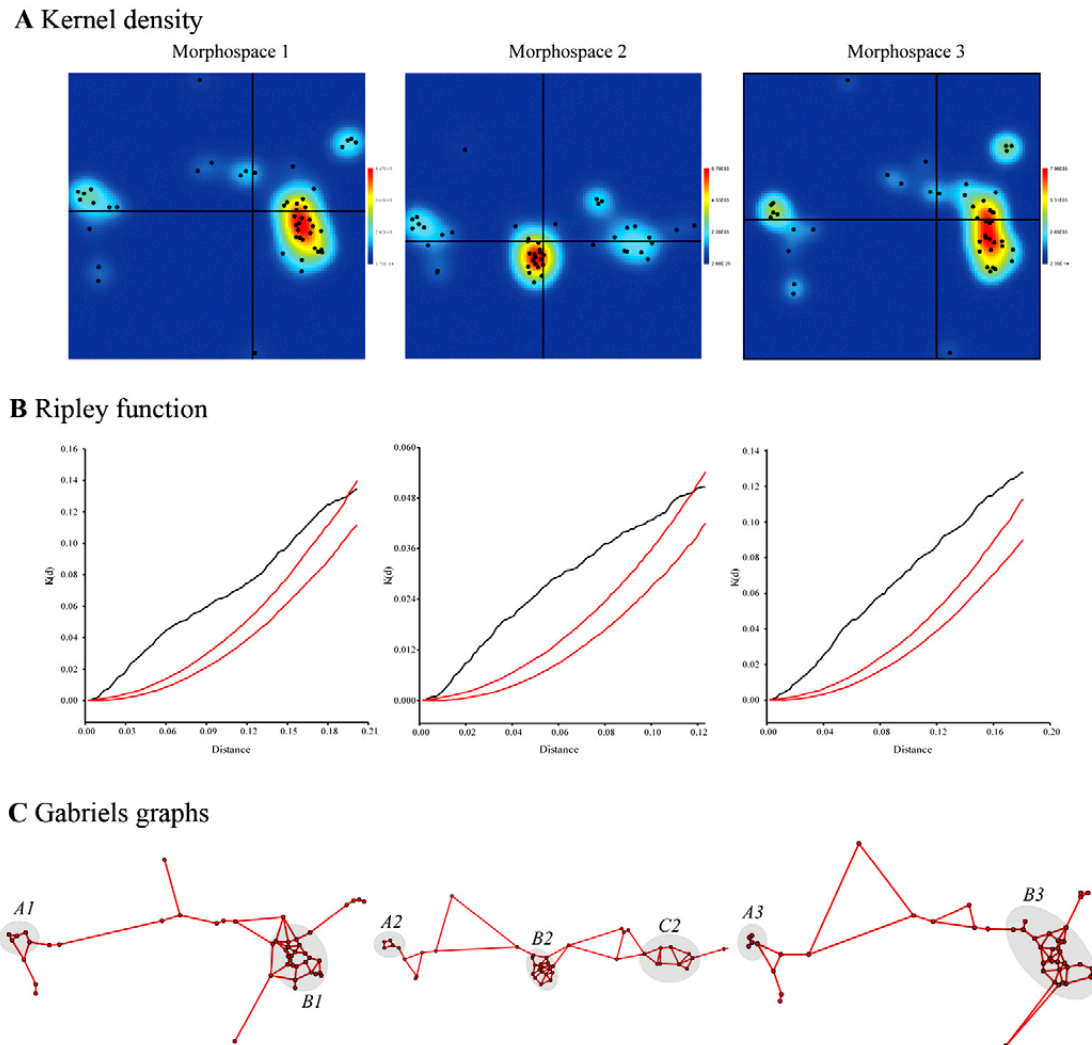 A Kernel density
Morphospace 1
Morphospace 2
Morphospace 3
B Ripley function
0.16
0.14
0.12
0.10
0.08
0.06
0.04
0.02
0.00
K(d)
0.00 0.03 0.06 0.09 0.12 0.15 0.18 0.21
Distance
0.060
0.048
0.036
0.024
0.012
0.000
K(d)
0.00 0.02 0.04 0.06 0.08 0.10 0.12
Distance
0.14
0.12
0.10
0.08
0.06
0.04
0.02
0.00
K(d)
0.00 0.04 0.08 0.12 0.16 0.20
Distance
C Gabriels graphs
A1
B1
A2
B2
C2
A3
B3